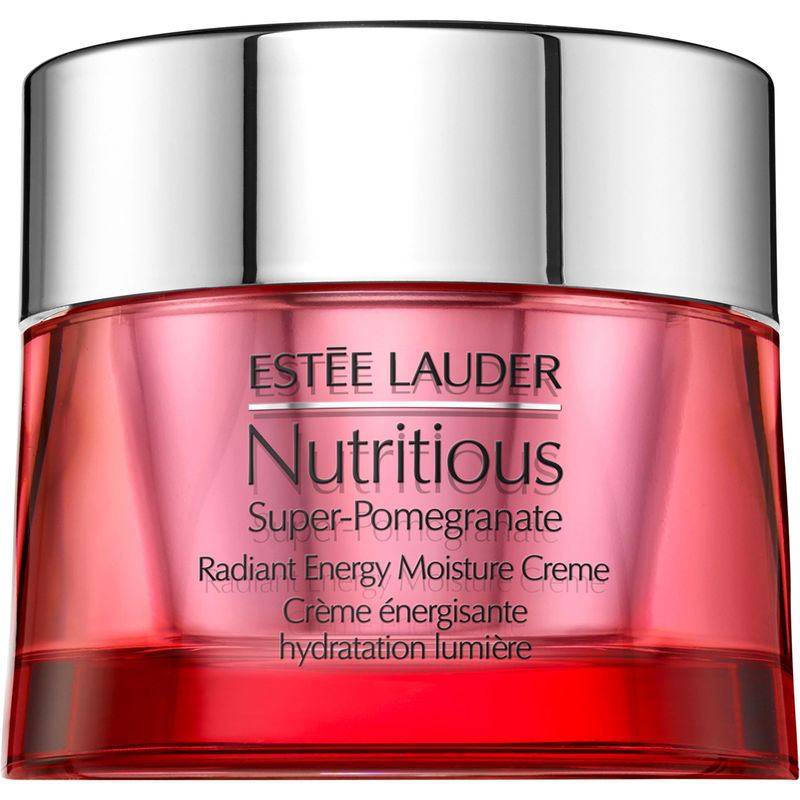 ESTĒE LAUDER
Nutritious
Super-Pomegranate
Radiant Energy Moisture Creme
Crème énergisante
hydratation lumière